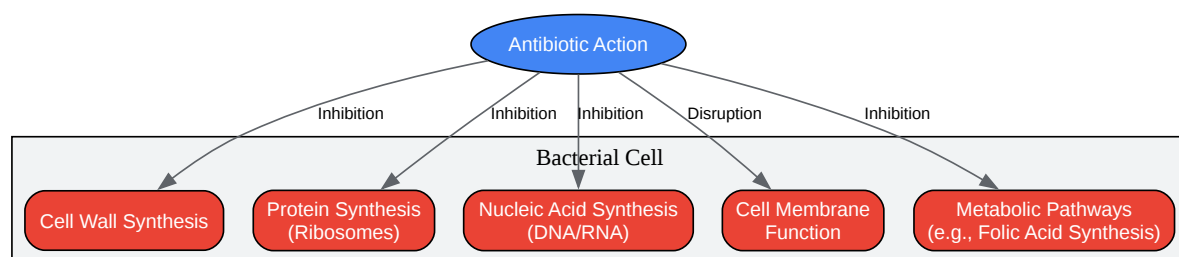 Antibiotic Action
Inhibition
Inhibition
Inhibition
Disruption
Inhibition
Bacterial Cell
Cell Wall Synthesis
Protein Synthesis
(Ribosomes)
Nucleic Acid Synthesis
(DNA/RNA)
Cell Membrane
Function
Metabolic Pathways
(e.g., Folic Acid Synthesis)